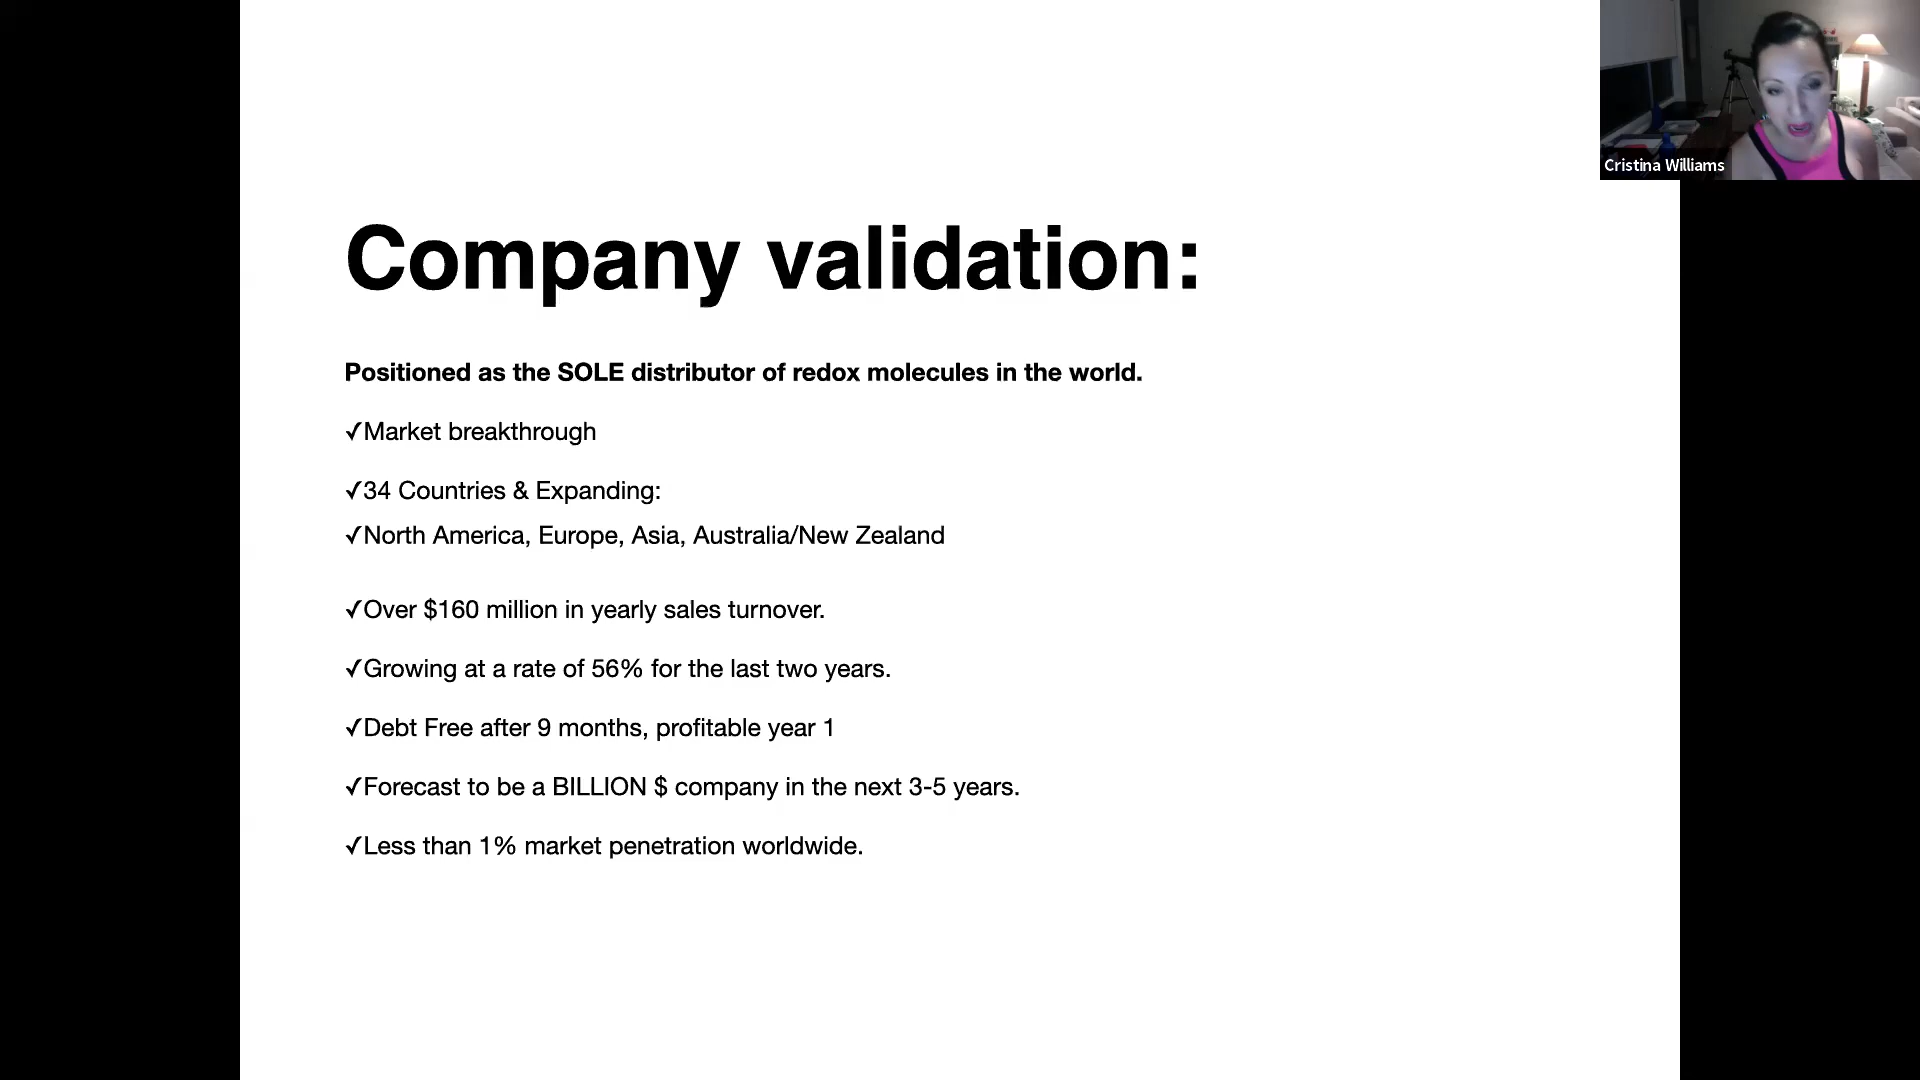 Cristina Williams
Company validation:
Positioned as the SOLE distributor of redox molecules in the world.
✓Market breakthrough
✓34 Countries & Expanding:
✓North America, Europe, Asia, Australia/New Zealand
✓Over $160 million in yearly sales turnover.
✓Growing at a rate of 56% for the last two years.
✓Debt Free after 9 months, profitable year 1
✓Forecast to be a BILLION $ company in the next 3-5 years.
✓Less than 1% market penetration worldwide.